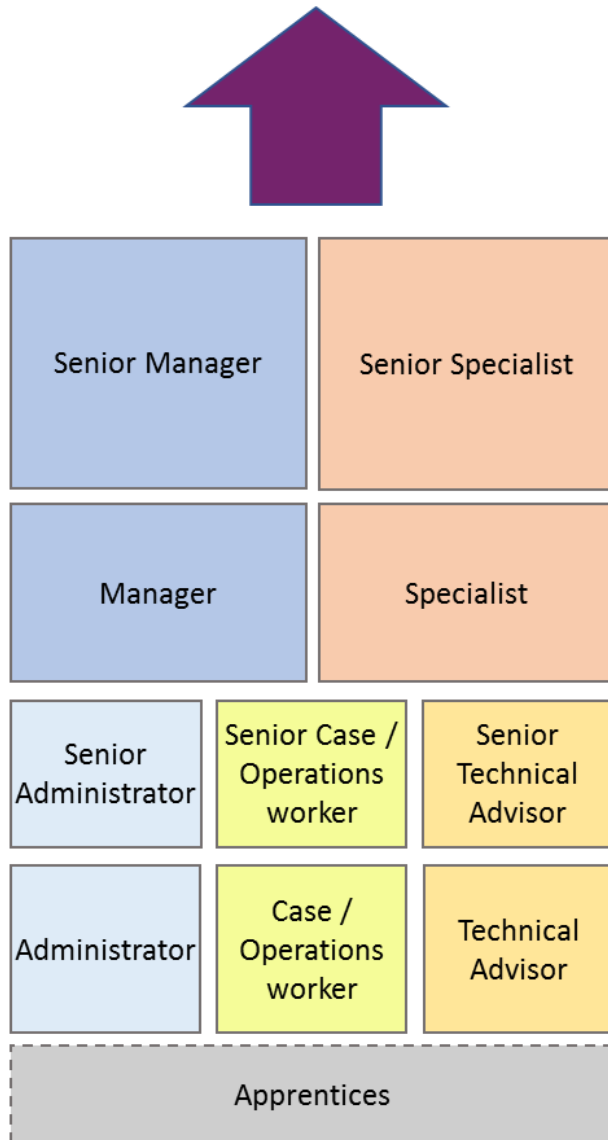 Senior Manager
Senior Specialist
Manager
Specialist
Senior
Administrator
Senior Case /
Operations
worker
Senior
Technical
Advisor
Administrator
Case /
Operations
worker
Technical
Advisor
Apprentices